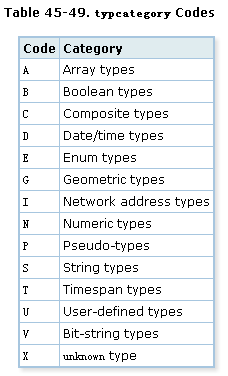 Table 45-49. typcategory Codes
Code Category
A Array types
B Boolean types
C Composite types
D Date/time types
E Enum types
G Geometric types
I Network address types
N Numeric types
P Pseudo-types
S String types
T Timespan types
U User-defined types
V Bit-string types
X unknown type